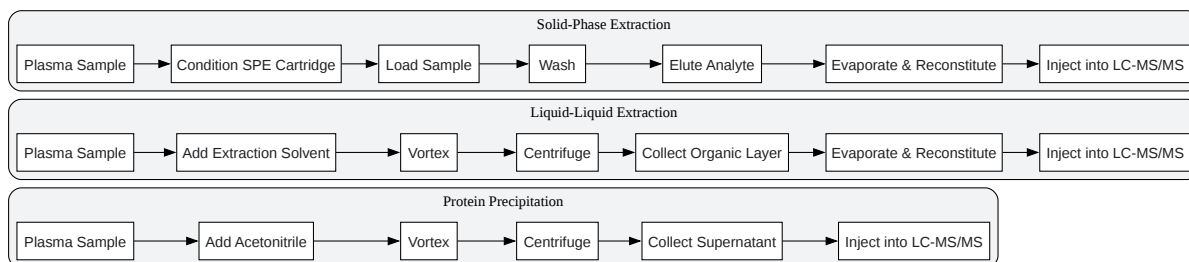 Solid-Phase Extraction
Plasma Sample
Condition SPE Cartridge
Load Sample
Wash
Elute Analyte
Evaporate & Reconstitute
Inject into LC-MS/MS
Liquid-Liquid Extraction
Plasma Sample
Add Extraction Solvent
Vortex
Centrifuge
Collect Organic Layer
Evaporate & Reconstitute
Inject into LC-MS/MS
Protein Precipitation
Plasma Sample
Add Acetonitrile
Vortex
Centrifuge
Collect Supernatant
Inject into LC-MS/MS